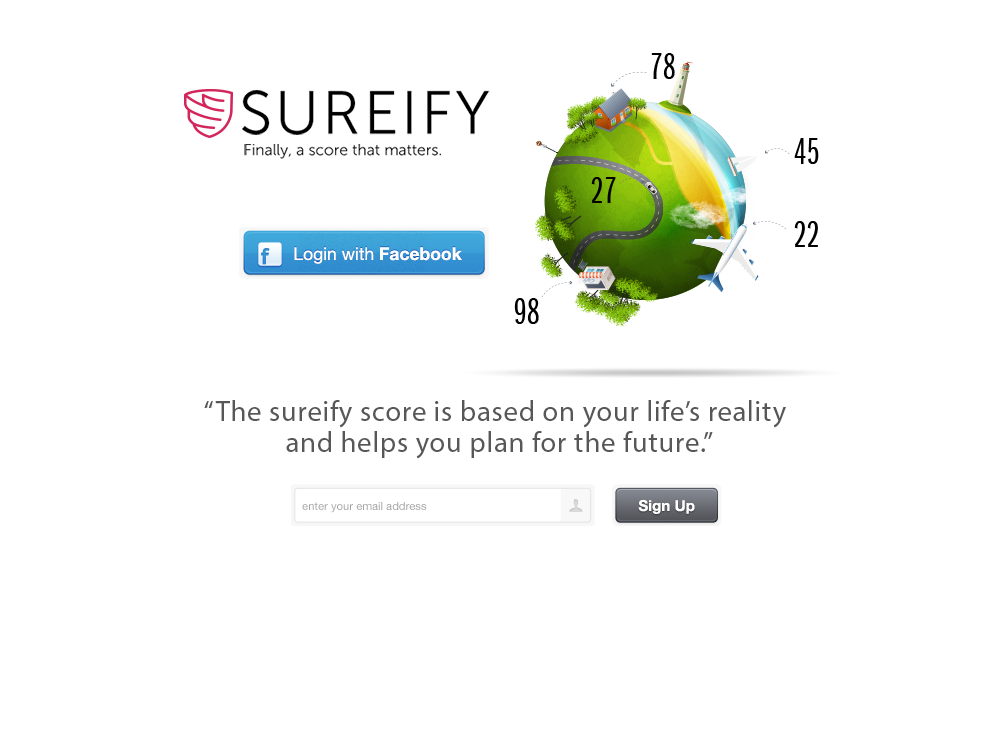 SUREIFY
Finally, a score that matters.
Login with Facebook
78
45
27
22
98
“The sureify score is based on your life’s reality
and helps you plan for the future.”
enter your email address
Sign Up